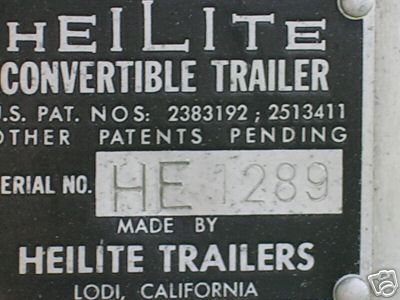 HEILITE
CONVERTIBLE TRAILER
U.S. PAT. NOS: 2383192 ; 2513411
OTHER PATENTS PENDING
ERIAL NO. HE 1289
MADE BY
HEILITE TRAILERS
LODI, CALIFORNIA